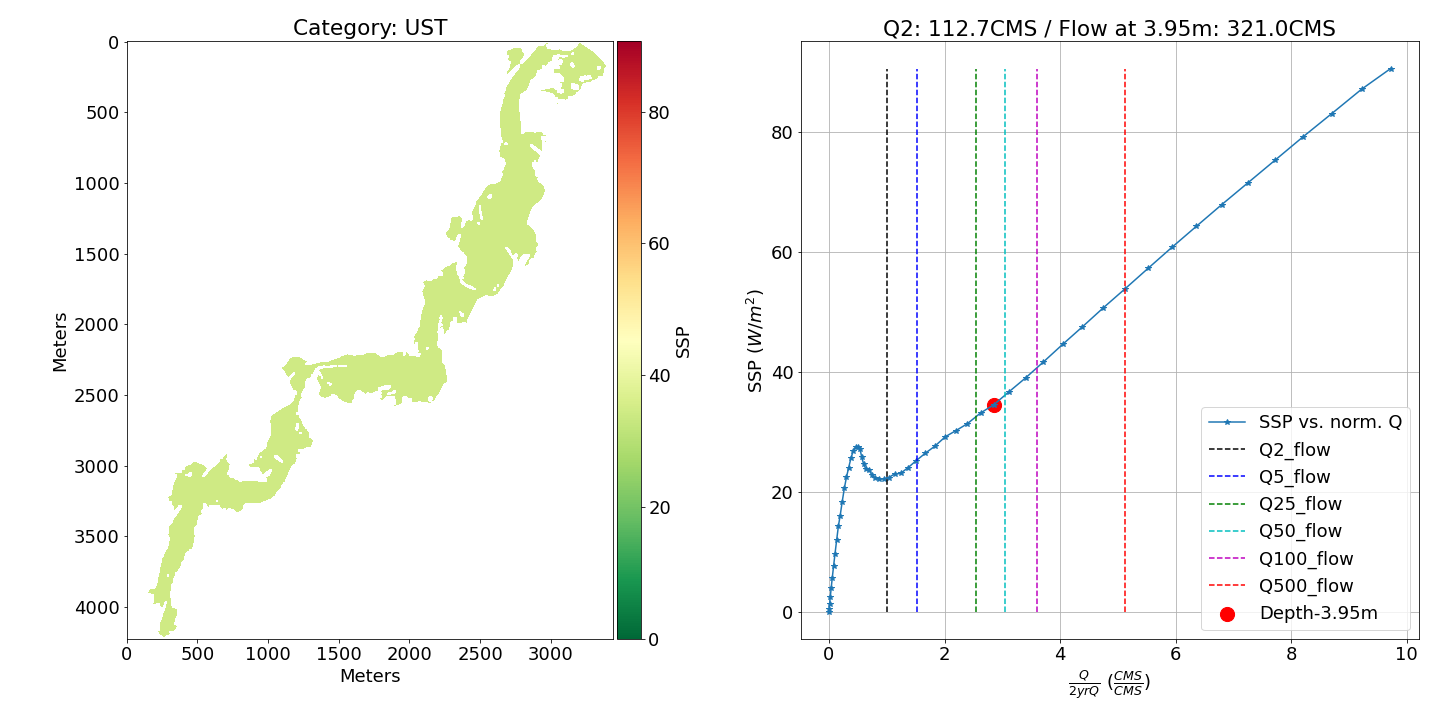 Category: UST
0
500
1000
1500
2000
2500
3000
3500
4000
Meters
0 500 1000 1500 2000 2500 3000
Meters
80
60
40
20
0
SSP
Q2: 112.7CMS / Flow at 3.95m: 321.0CMS
80
60
40
20
0
SSP (W/m²)
0 2 4 6 8 10
Q/2yrQ (CMS/CMS)
SSP vs. norm. Q
Q2_flow
Q5_flow
Q25_flow
Q50_flow
Q100_flow
Q500_flow
Depth-3.95m